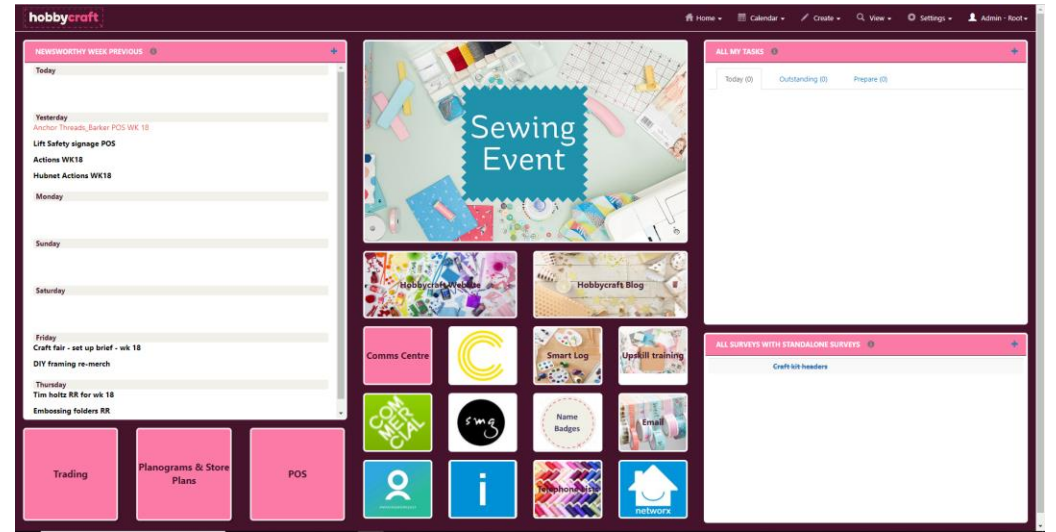 hobbycraft
Home
Calendar
Create
View
Settings
Admin - Root
NEWSWORTHY WEEK PREVIOUS
Today
Yesterday
Anchor Threads_Barker POS WK 18
Lift Safety signage POS
Actions WK18
Hubnet Actions WK18
Monday
Sunday
Saturday
Friday
Craft fair - set up brief - wk 18
DIY framing re-merch
Thursday
Tim holtz RR for wk 18
Embossing folders RR
Trading
Planograms & Store
Plans
POS
Sewing
Event
Hobbycraft Website
Hobbycraft Blog
Comms Centre
Smart Log
Upskill training
COMMERCIAL
smg
Name
Badges
Email
i
Telephone Lists
networx
ALL MY TASKS
Today (0)
Outstanding (0)
Prepare (0)
ALL SURVEYS WITH STANDALONE SURVEYS
Craft kit headers